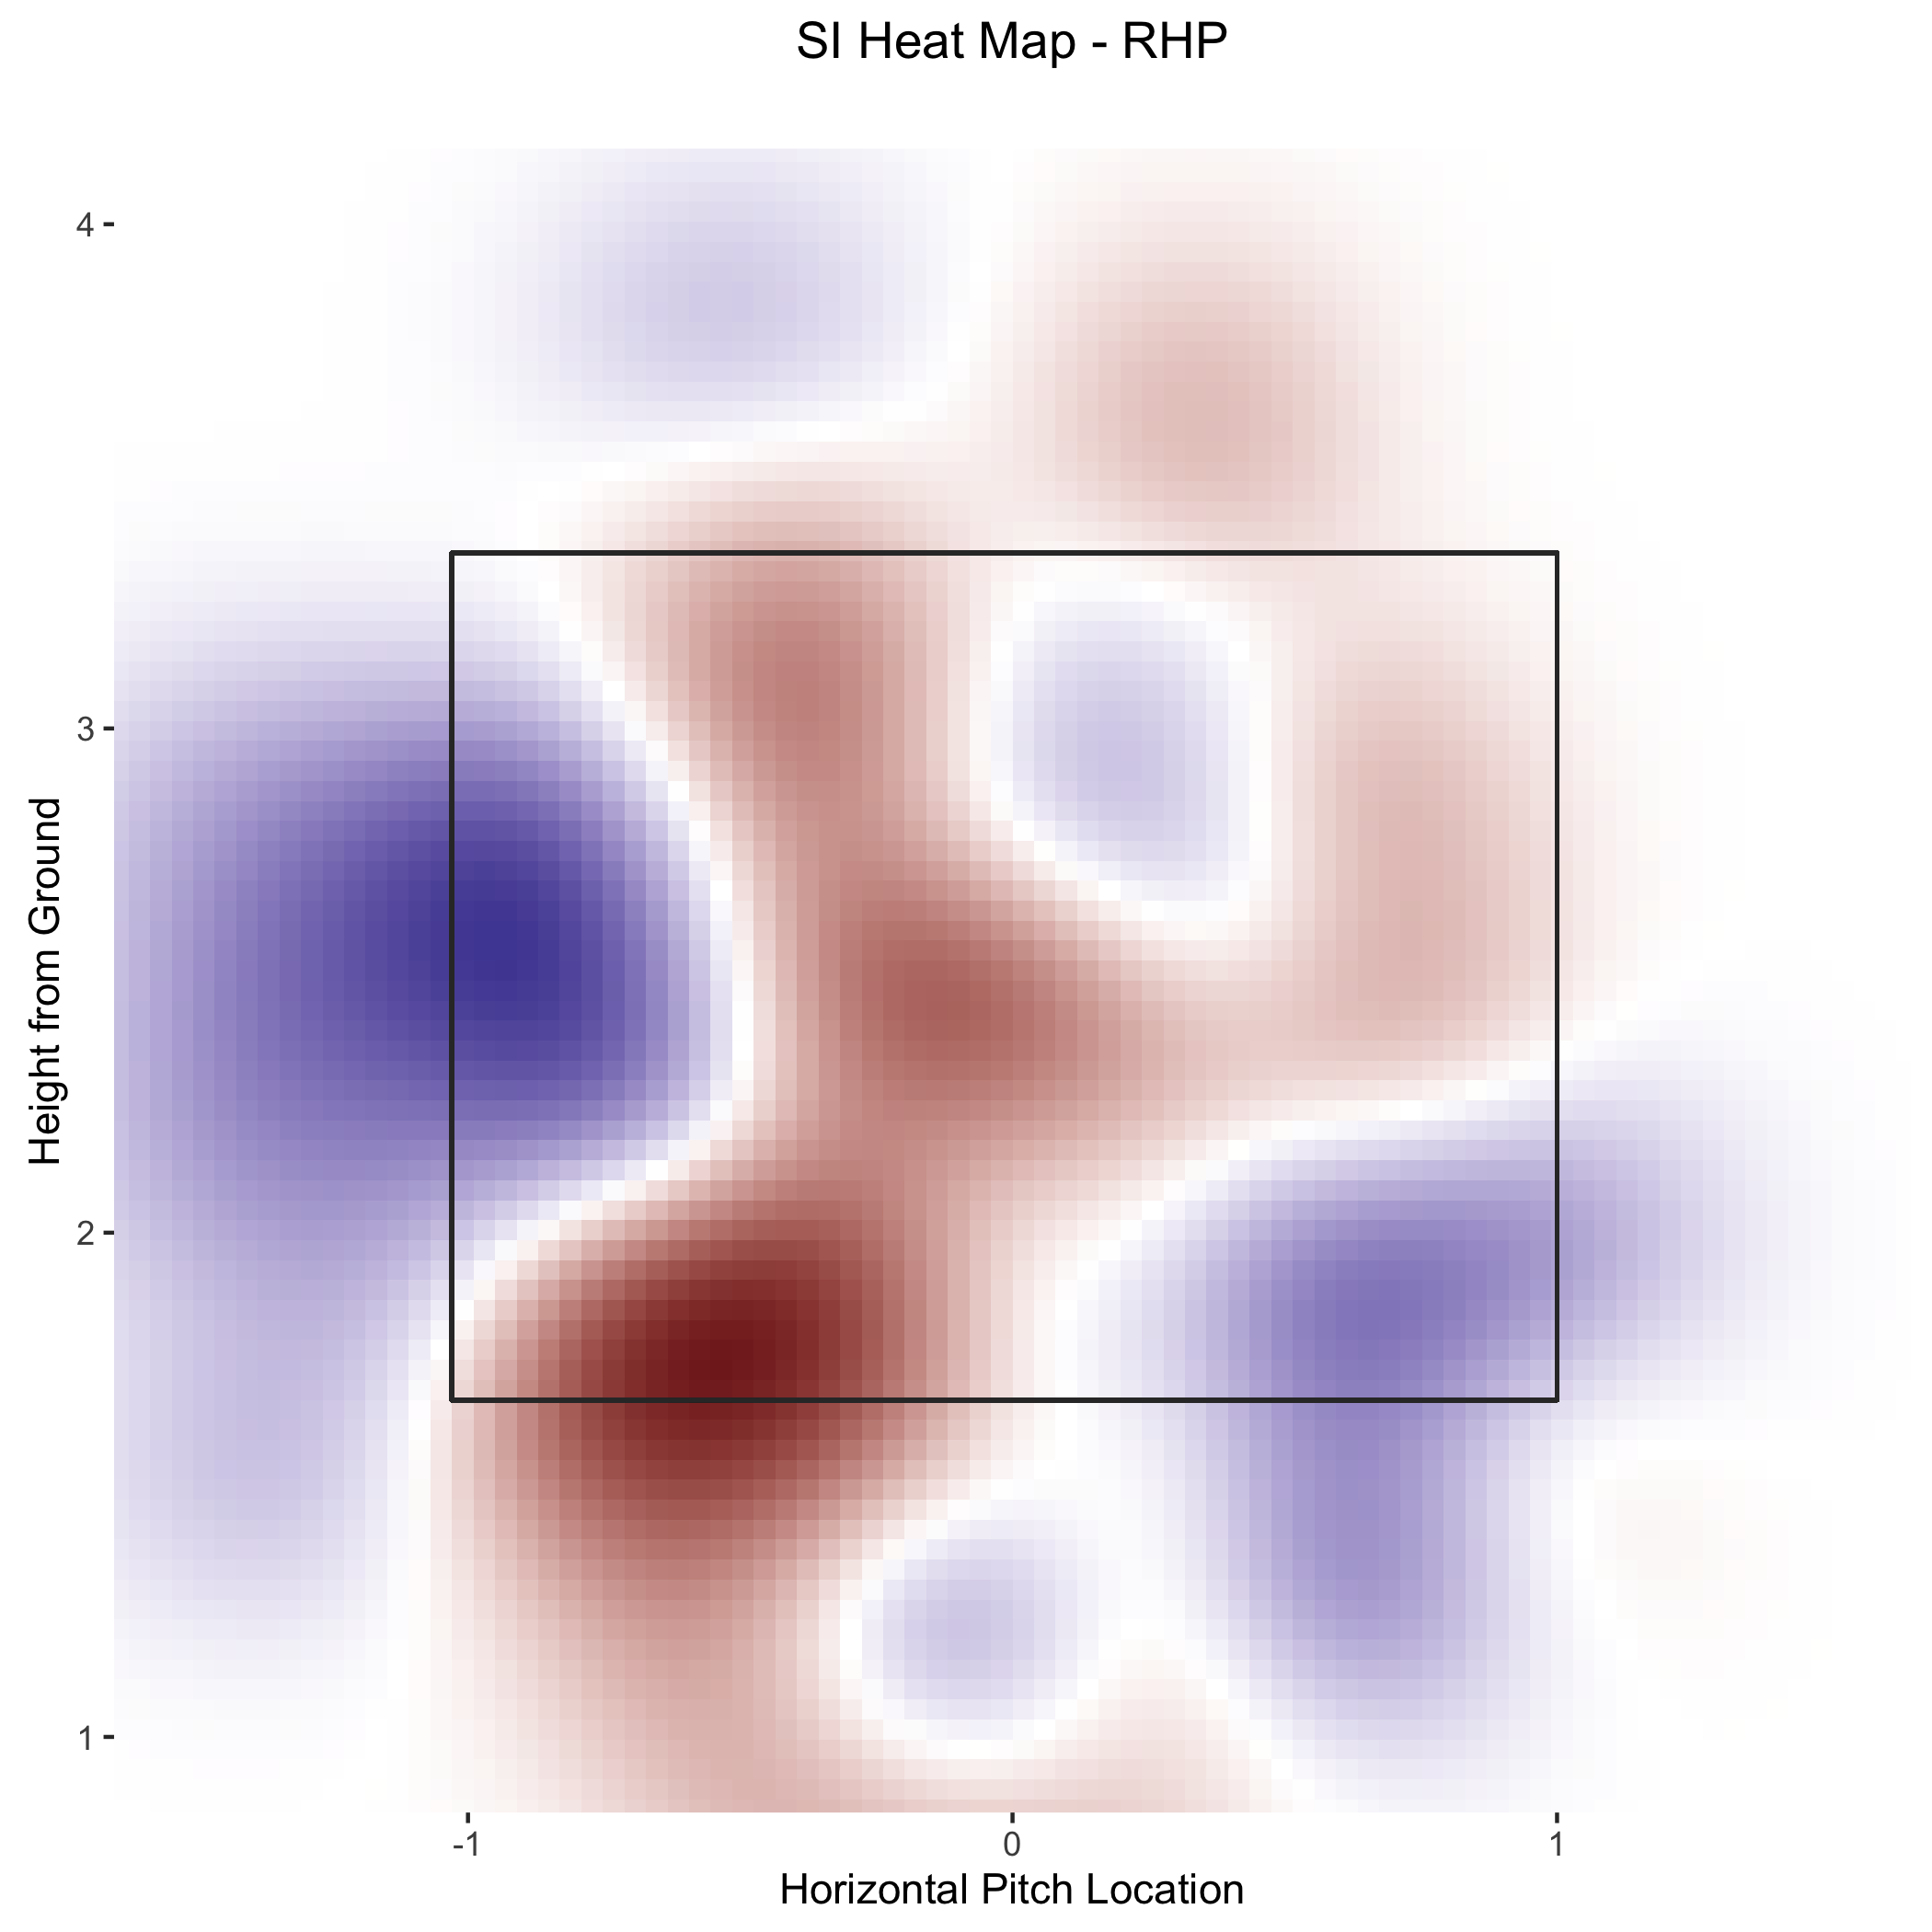 SI Heat Map - RHP
4
3
2
1
Height from Ground
-1 0 1
Horizontal Pitch Location